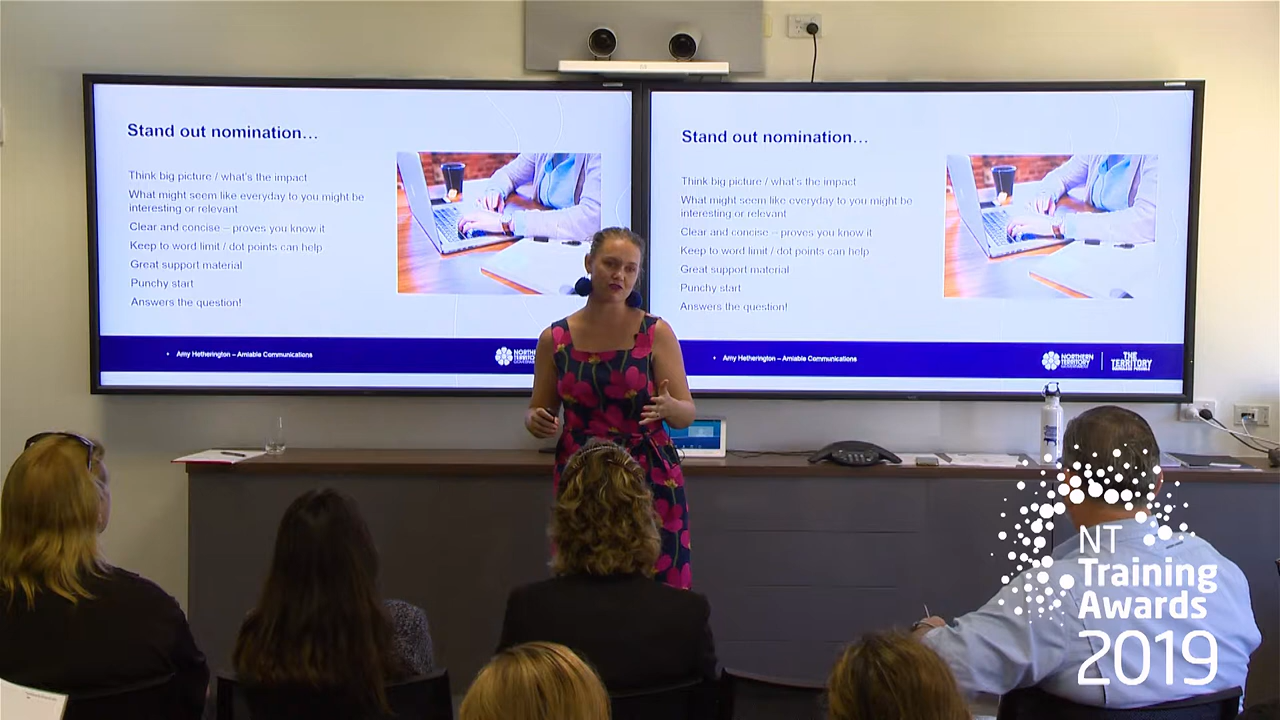 Stand out nomination...
Think big picture / what's the impact
What might seem like everyday to you might be
interesting or relevant
Clear and concise – proves you know it
Keep to word limit / dot points can help
Great support material
Punchy start
Answers the question!
• Amy Hetherington – Amiable Communications
Stand out nomination...
Think big picture / what's the impact
What might seem like everyday to you might be
interesting or relevant
Clear and concise – proves you know it
Keep to word limit / dot points can help
Great support material
Punchy start
Answers the question!
• Amy Hetherington – Amiable Communications
NORTHERN
TERRITORY
GOVERNMENT
THE
TERRITORY
NT
Training
Awards
2019